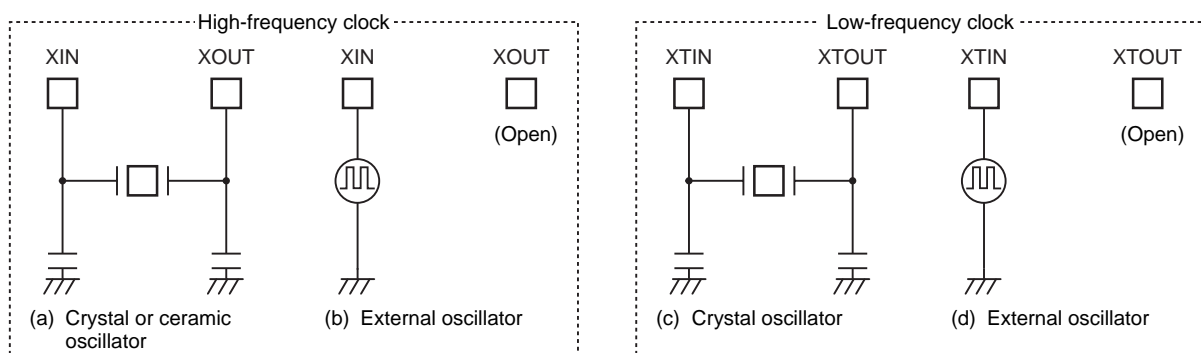 High-frequency clock
XIN XOUT XIN XOUT
(Open)
(a) Crystal or ceramic
oscillator
(b) External oscillator
Low-frequency clock
XTIN XTOUT XTIN XTOUT
(Open)
(c) Crystal oscillator
(d) External oscillator